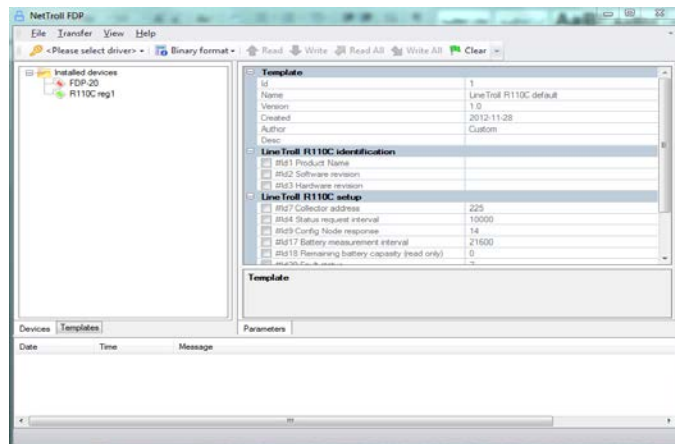 NetTroll FDP
File Transfer View Help
<Please select driver> Binary format Read Write Read All Write All Clear
Installed devices
FDP-20
R110C reg1
Template
Id 1
Name LineTroll R110C default
Version 1.0
Created 2012-11-28
Author Custom
Desc
LineTroll R110C identification
#Id1 Product Name
#Id2 Software revision
#Id3 Hardware revision
LineTroll R110C setup
#Id7 Collector address 225
#Id4 Status request interval 10000
#Id9 Config Node response 14
#Id17 Battery measurement interval 21600
#Id18 Remaining battery capasity (read only) 0
Template
Devices Templates
Parameters
Date Time Message